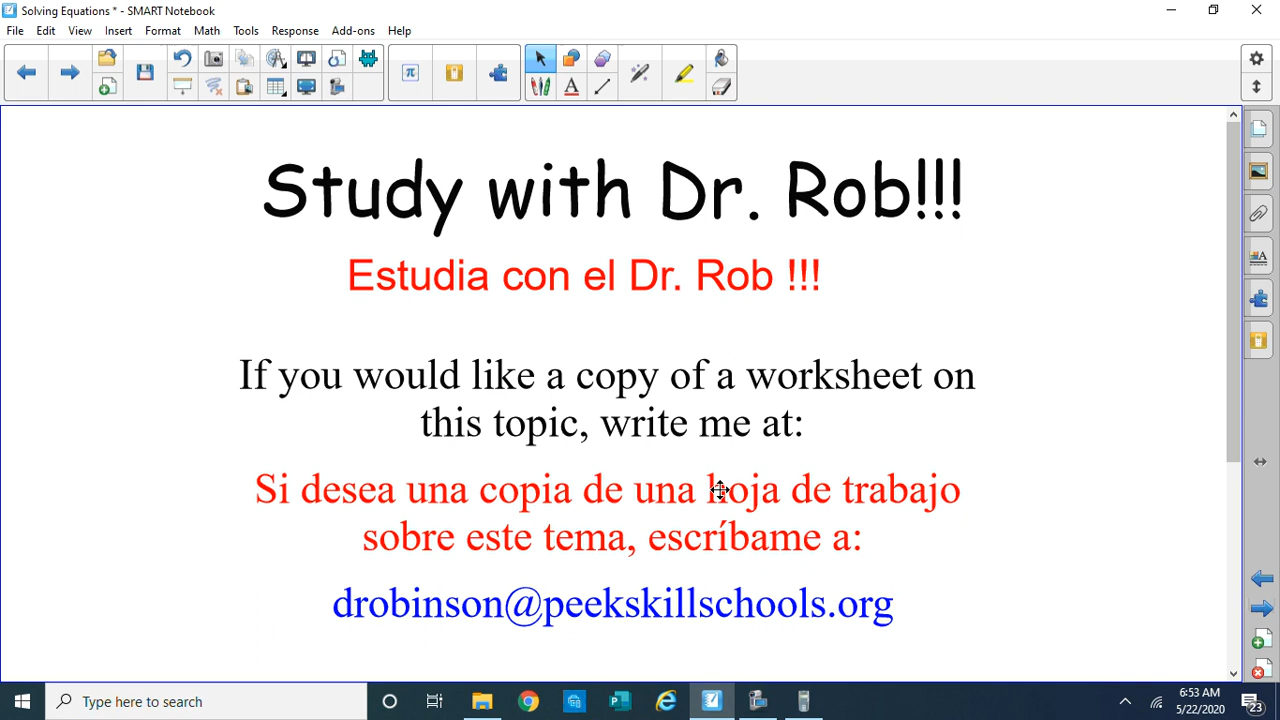 Solving Equations * - SMART Notebook
File Edit View Insert Format Math Tools Response Add-ons Help
Study with Dr. Rob!!!
Estudia con el Dr. Rob !!!
If you would like a copy of a worksheet on
this topic, write me at:
Si desea una copia de una hoja de trabajo
sobre este tema, escríbame a:
drobinson@peekskillschools.org
Type here to search
6:53 AM
5/22/2020
23